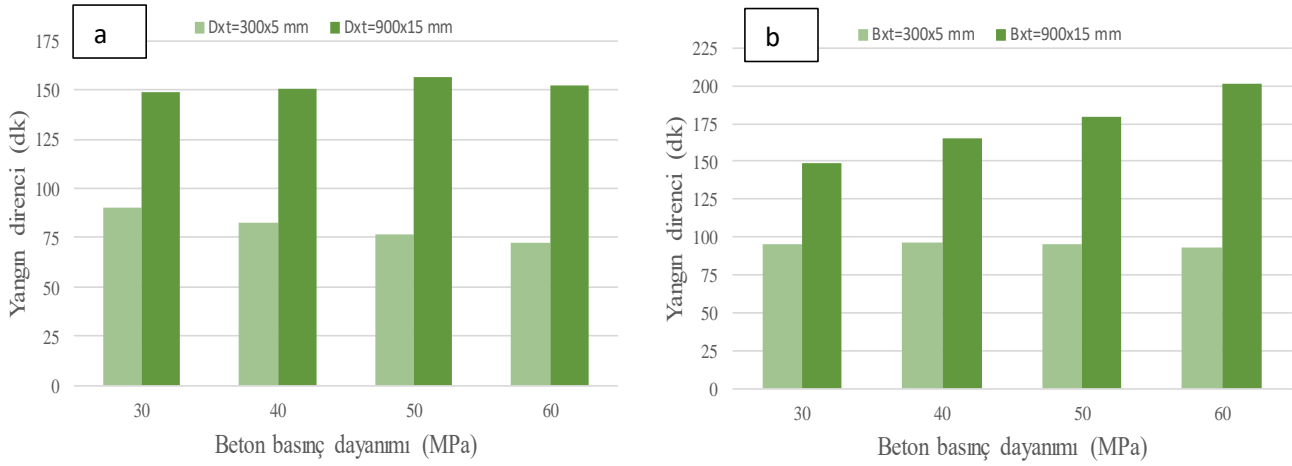 a
Dxt=300x5 mm
Dxt=900x15 mm
Yangın direnci (dk)
175
150
125
100
75
50
25
0
30 40 50 60
Beton basınç dayanımı (MPa)
b
Bxt=300x5 mm
Bxt=900x15 mm
Yangın direnci (dk)
225
200
175
150
125
100
75
50
25
0
30 40 50 60
Beton basınç dayanımı (MPa)